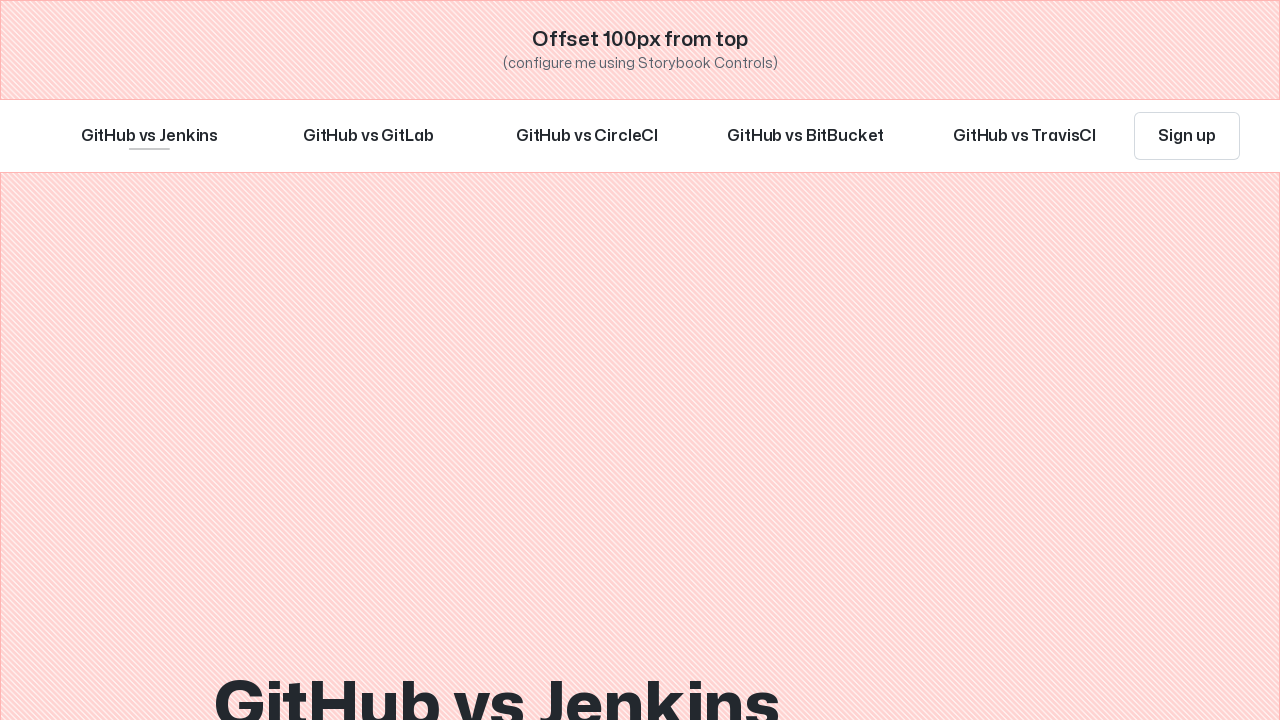 Offset 100px from top
(configure me using Storybook Controls)
GitHub vs Jenkins GitHub vs GitLab GitHub vs CircleCI GitHub vs BitBucket GitHub vs TravisCI Sign up
GitHub vs Jenkins